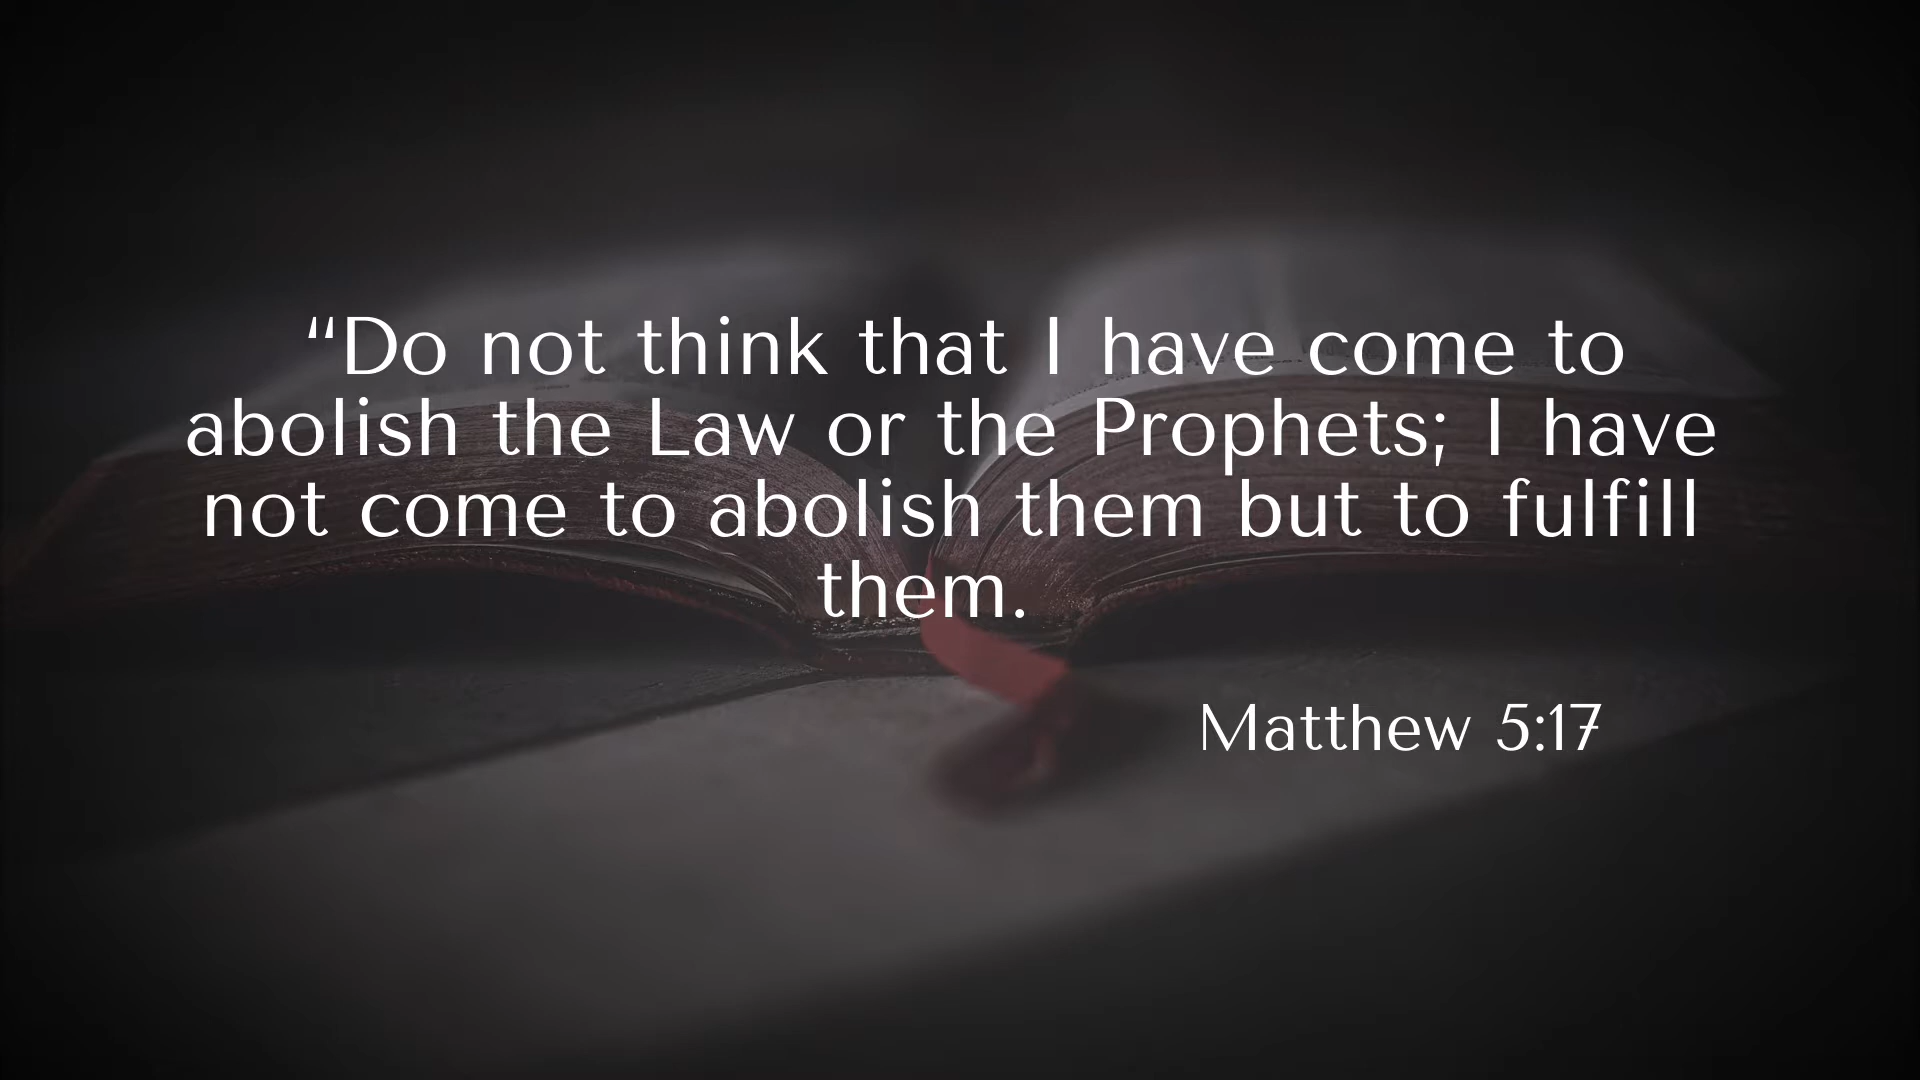 “Do not think that I have come to
abolish the Law or the Prophets; I have
not come to abolish them but to fulfill
them.
Matthew 5:17